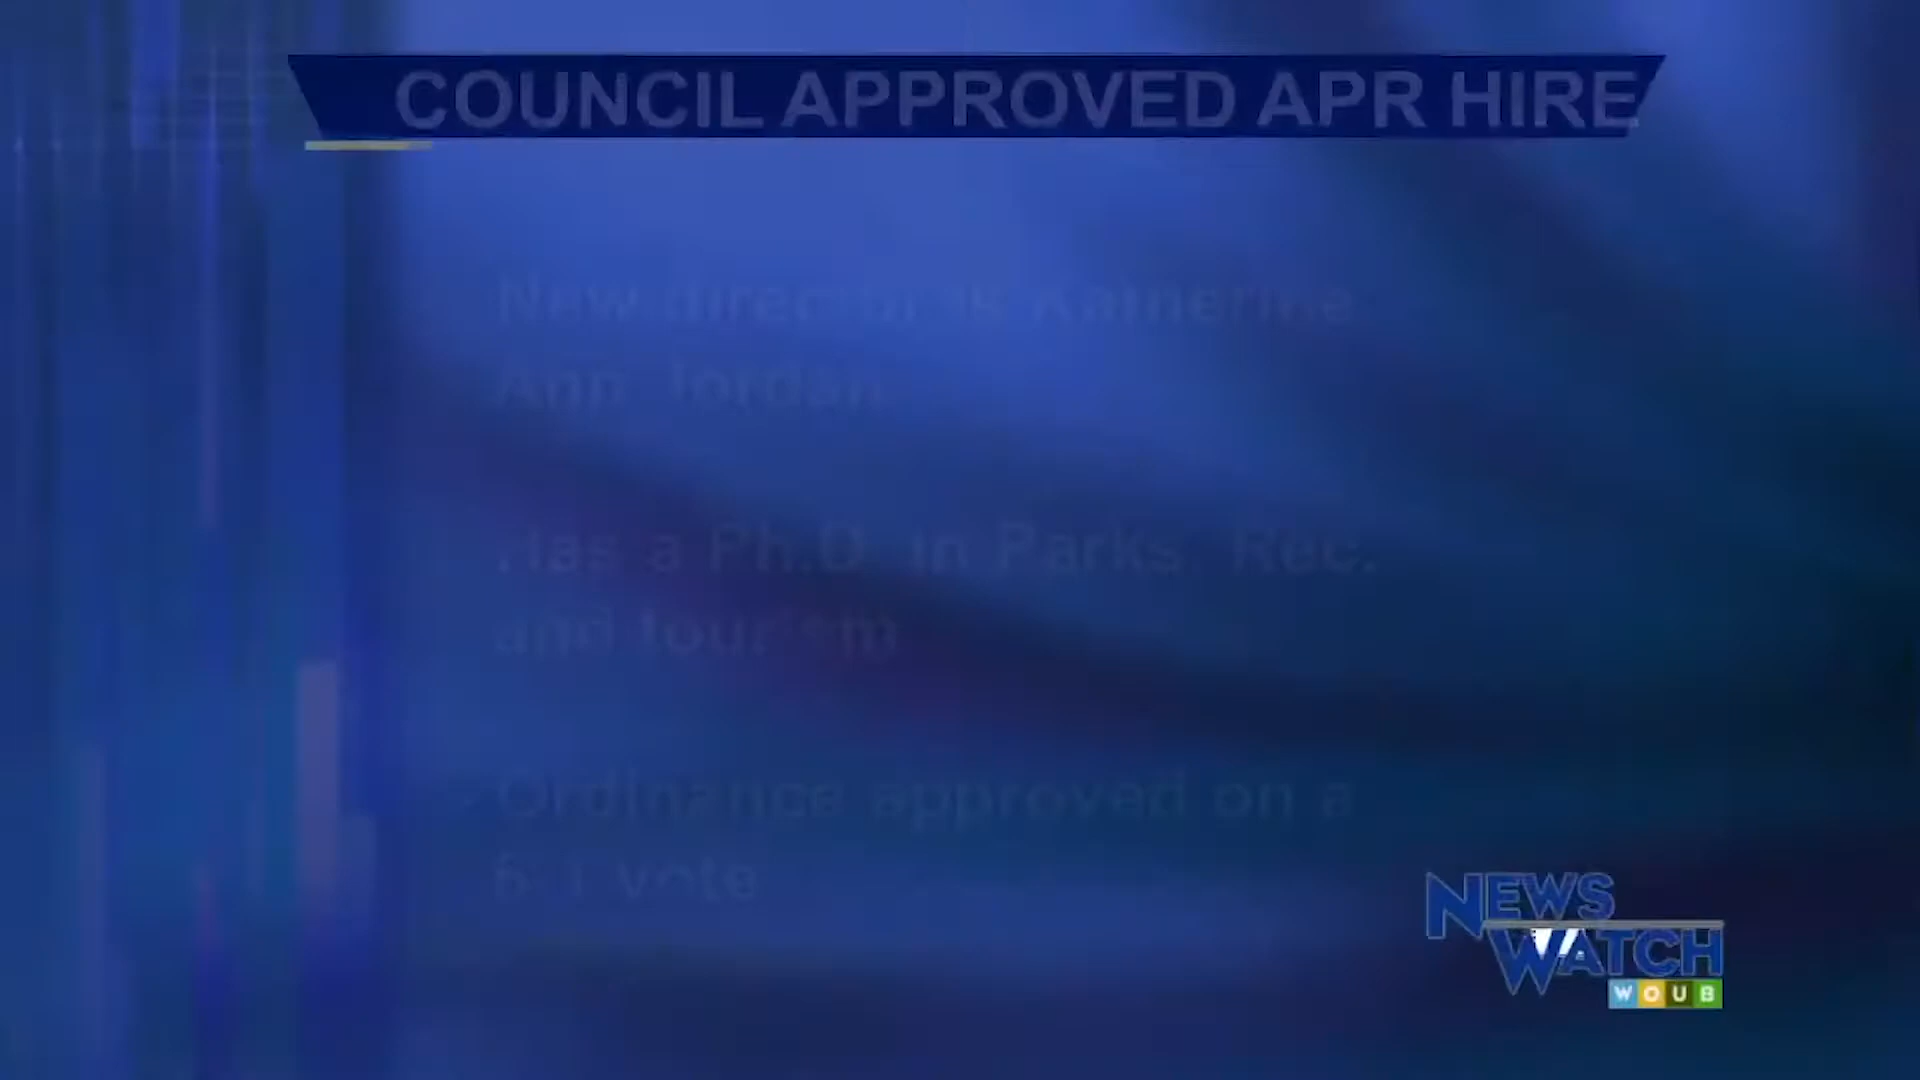 COUNCIL APPROVED APR HIRE
New director is Katherine
Ann Jordan
Has a Ph.D. in Parks, Rec.
and tourism
Ordinance approved on a
vote
NEWS
WATCH
WOUB